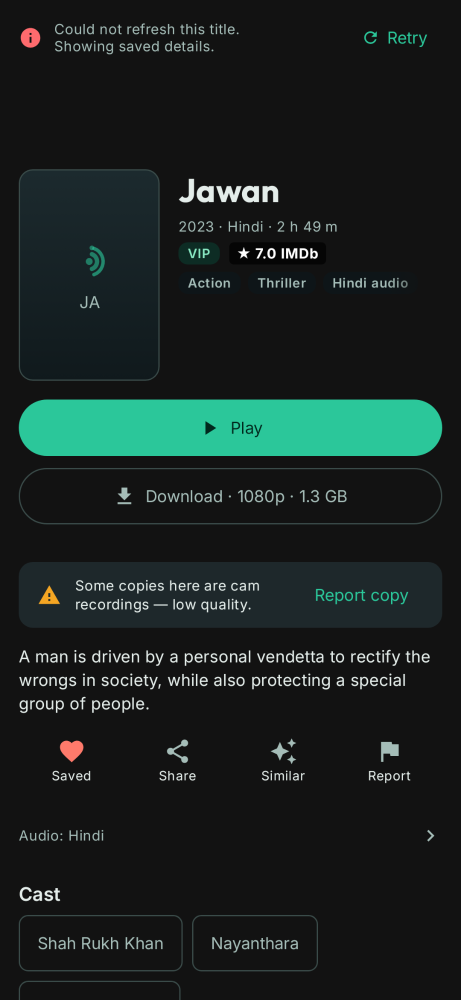 Could not refresh this title.
Showing saved details.
Retry
Jawan
2023 · Hindi · 2 h 49 m
VIP
★ 7.0 IMDb
Action
Thriller
Hindi audio
JA
Play
Download · 1080p · 1.3 GB
Some copies here are cam
recordings — low quality.
Report copy
A man is driven by a personal vendetta to rectify the
wrongs in society, while also protecting a special
group of people.
Saved
Share
Similar
Report
Audio: Hindi
Cast
Shah Rukh Khan
Nayanthara